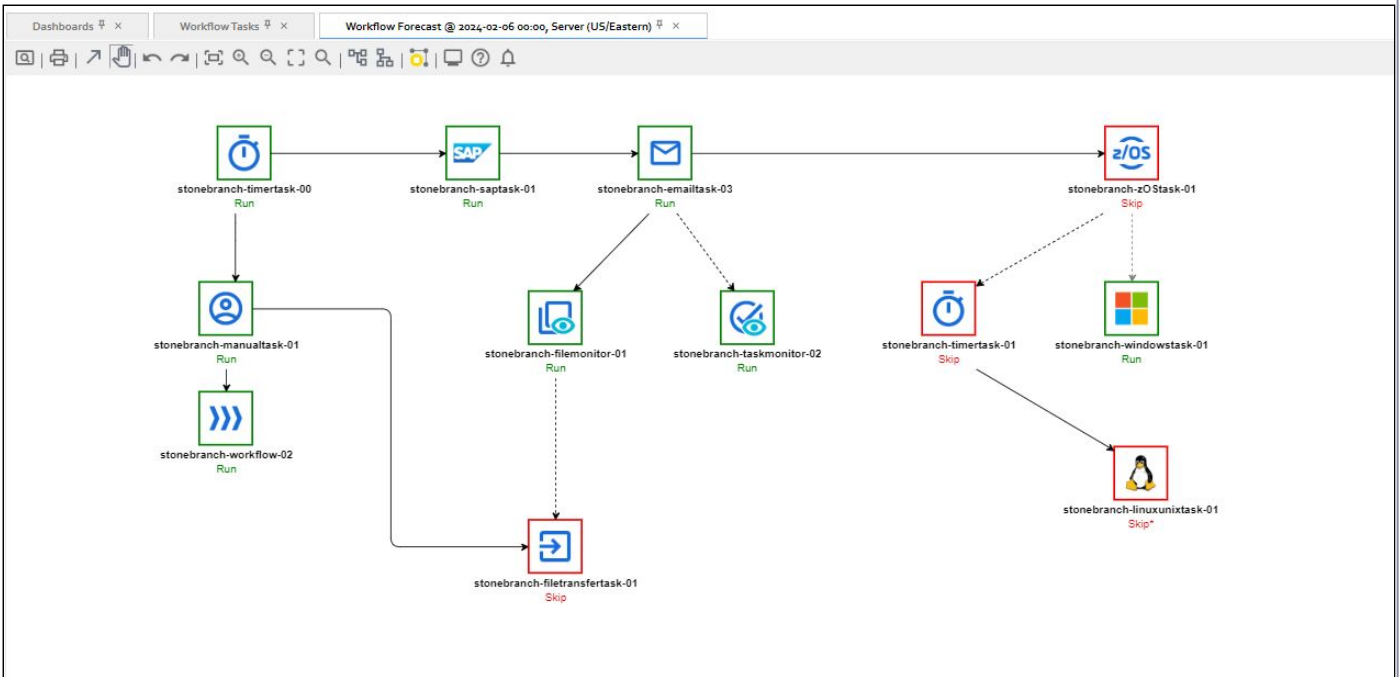 Dashboards
Workflow Tasks
Workflow Forecast @ 2024-02-06 00:00, Server (US/Eastern)
SAP
z/OS
stonebranch-timertask-00
stonebranch-saptask-01
stonebranch-emailtask-03
stonebranch-zOStask-01
Run
Run
Run
Skip
stonebranch-manualtask-01
stonebranch-filemonitor-01
stonebranch-taskmonitor-02
stonebranch-timertask-01
stonebranch-windowstask-01
Run
Run
Run
Skip
Run
stonebranch-workflow-02
Run
stonebranch-linuxunixtask-01
Skip*
stonebranch-filetransfertask-01
Skip